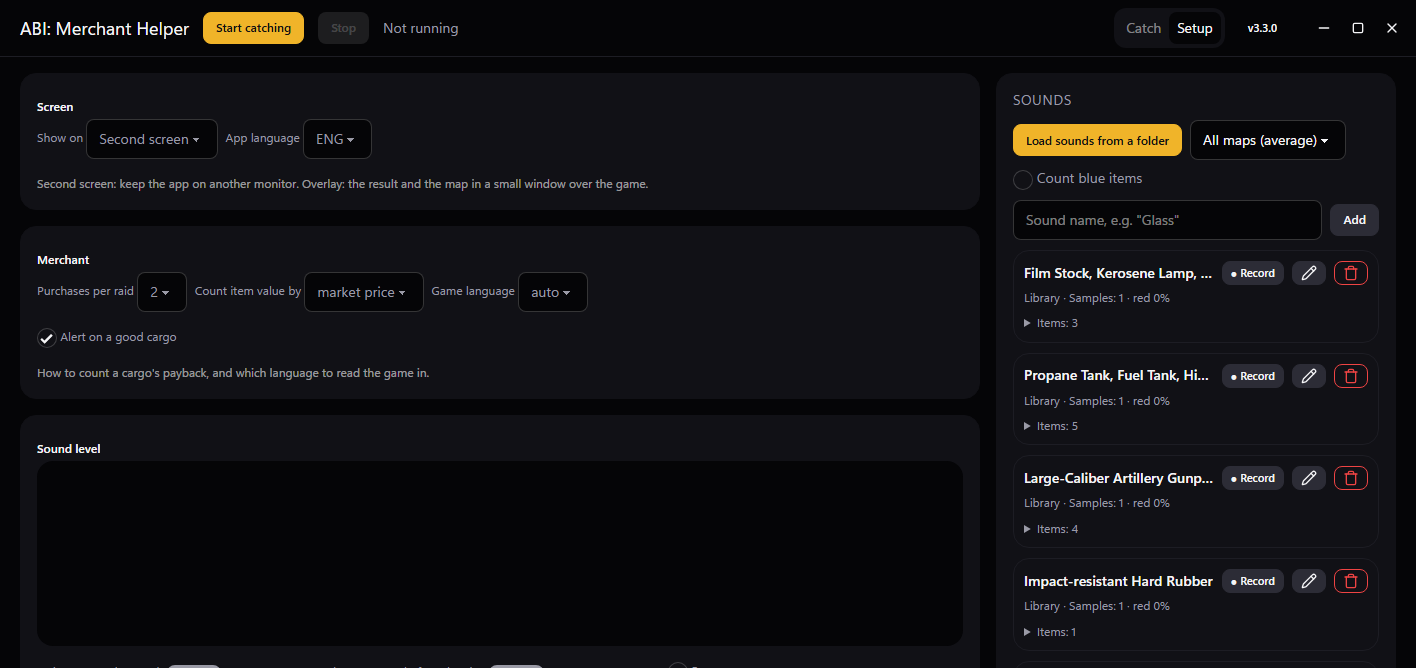 ABI: Merchant Helper Start catching Stop Not running Catch Setup v3.3.0
Screen
Show on Second screen App language ENG
Second screen: keep the app on another monitor. Overlay: the result and the map in a small window over the game.
Merchant
Purchases per raid 2 Count item value by market price Game language auto
Alert on a good cargo
How to count a cargo's payback, and which language to read the game in.
Sound level
SOUNDS
Load sounds from a folder All maps (average)
Count blue items
Sound name, e.g. "Glass" Add
Film Stock, Kerosene Lamp, ... Record
Library · Samples: 1 · red 0%
Items: 3
Propane Tank, Fuel Tank, Hi... Record
Library · Samples: 1 · red 0%
Items: 5
Large-Caliber Artillery Gunp... Record
Library · Samples: 1 · red 0%
Items: 4
Impact-resistant Hard Rubber Record
Library · Samples: 1 · red 0%
Items: 1